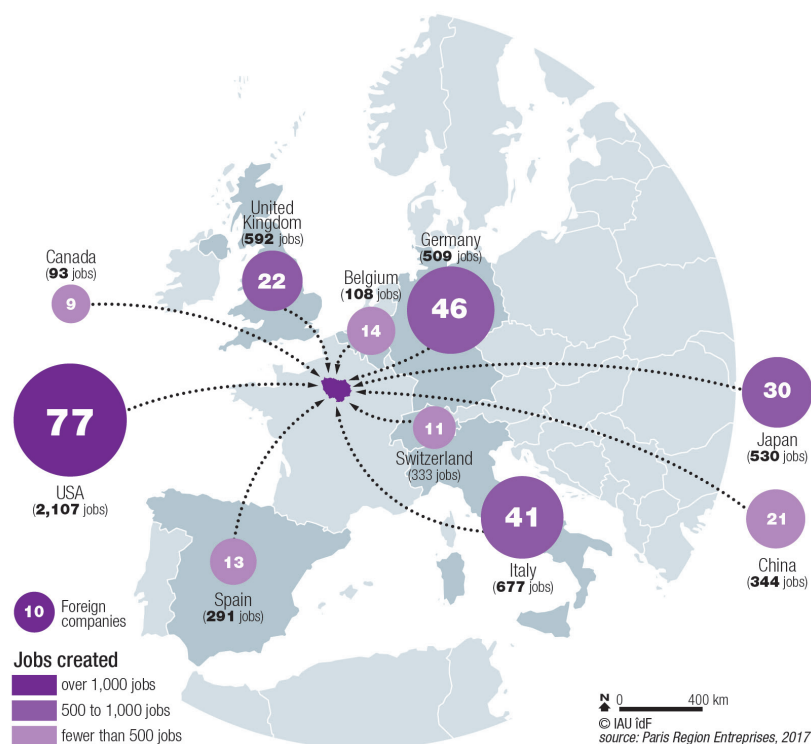 United
Kingdom
(592 jobs)
22
Germany
(509 jobs)
46
Canada
(93 jobs)
9
Belgium
(108 jobs)
14
77
USA
(2,107 jobs)
30
Japan
(530 jobs)
11
Switzerland
(333 jobs)
41
Italy
(677 jobs)
21
China
(344 jobs)
13
Spain
(291 jobs)
10 Foreign
companies
Jobs created
over 1,000 jobs
500 to 1,000 jobs
fewer than 500 jobs
N 0 400 km
© IAU îdF
source: Paris Region Entreprises, 2017